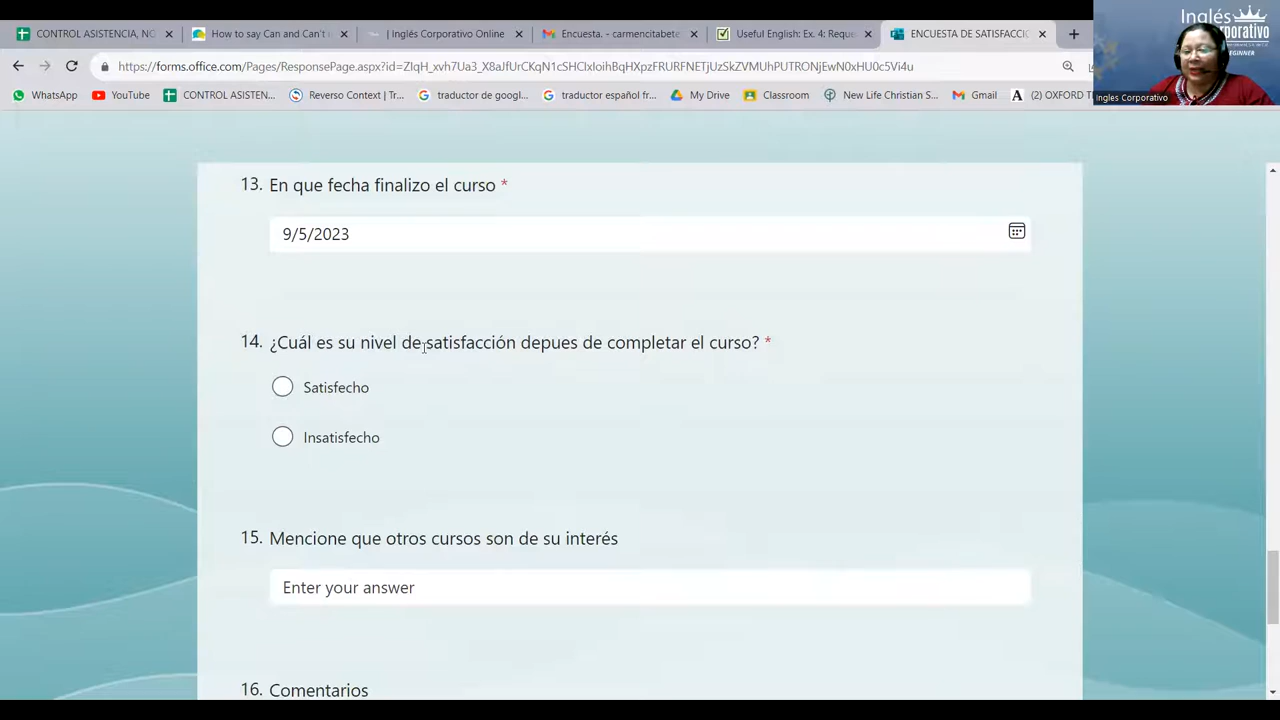 CONTROL ASISTENCIA, NO
How to say Can and Can't i
| Inglés Corporativo Online
Encuesta. - carmencitabete
Useful English: Ex. 4: Reque
ENCUESTA DE SATISFACCIO
Inglés
BEGINNER
https://forms.office.com/Pages/ResponsePage.aspx?id=
WhatsApp
YouTube
CONTROL ASISTEN...
Reverso Context | Tr...
traductor de googl...
traductor español fr...
My Drive
Classroom
New Life Christian S...
Gmail
(2) OXFORD
Ingles Corporativo
13. En que fecha finalizo el curso *
9/5/2023
14. ¿Cuál es su nivel de satisfacción depues de completar el curso? *
Satisfecho
Insatisfecho
15. Mencione que otros cursos son de su interés
Enter your answer
16. Comentarios